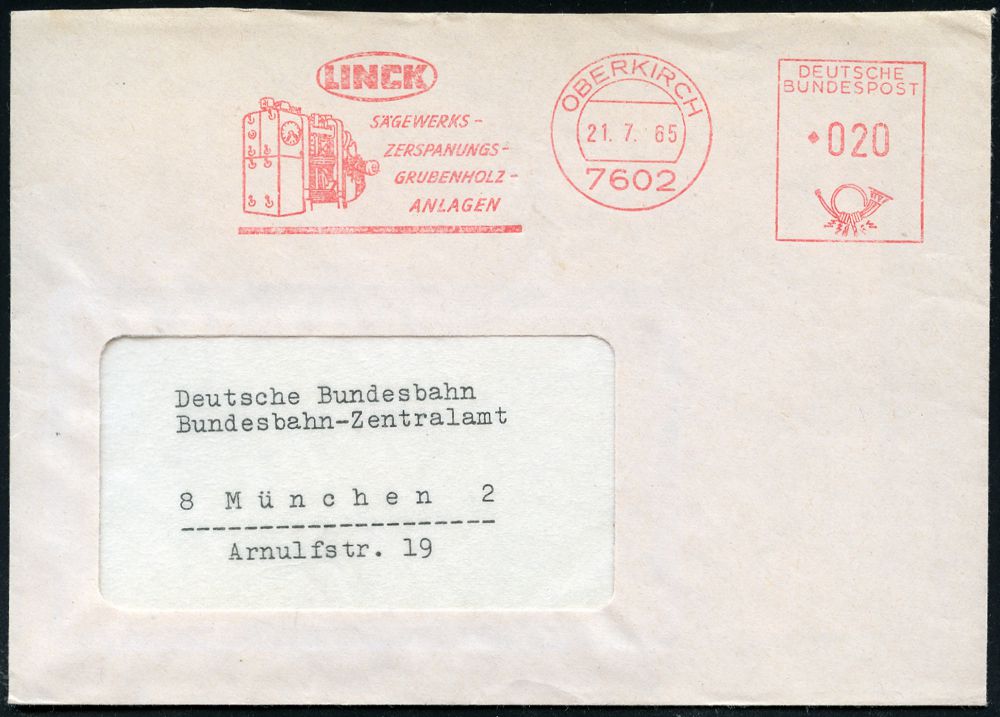 LINCK
SÄGEWERKS-
ZERSPANUNGS-
GRUBENHOLZ-
ANLAGEN
OBERKIRCH
21. 7. 65
7602
DEUTSCHE
BUNDESPOST
020
Deutsche Bundesbahn
Bundesbahn-Zentralamt
8 München 2
Arnulfstr. 19